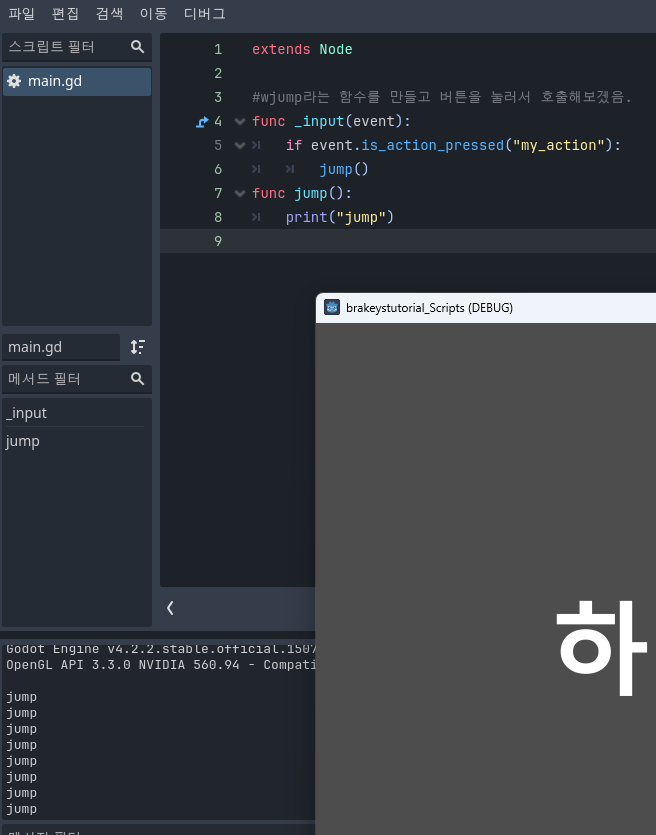 파일 편집 검색 이동 디버그
스크립트 필터
main.gd
1 extends Node
2
3 #wjump라는 함수를 만들고 버튼을 눌러서 호출해보겠음.
4 func _input(event):
5 if event.is_action_pressed("my_action"):
6 jump()
7 func jump():
8 print("jump")
9
brakeystutorial_Scripts (DEBUG)
main.gd
메서드 필터
_input
jump
하
Godot Engine v4.2.2.stable.official.150
OpenGL API 3.3.0 NVIDIA 560.94 - Compati
jump
jump
jump
jump
jump
jump
jump
jump